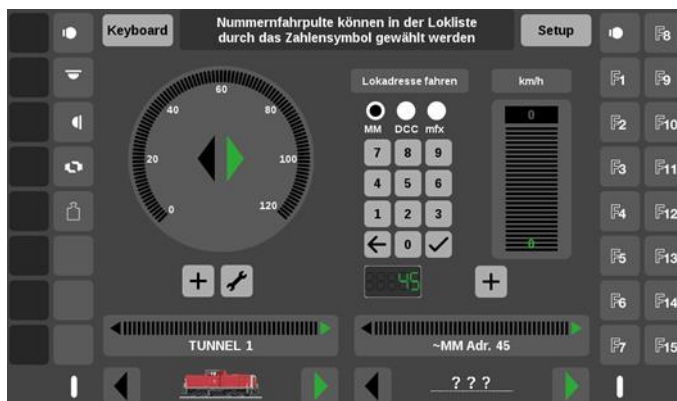 Keyboard
Nummernfahrpulte können in der Lokliste
durch das Zahlensymbol gewählt werden
Setup
F8
Lokadresse fahren
km/h
60
40
80
20
100
0
120
MM
DCC
mfx
7 8 9
4 5 6
1 2 3
0
45
0
0
F1
F9
F2
F10
F3
F11
F4
F12
F5
F13
F6
F14
F7
F15
TUNNEL 1
~MM Adr. 45
? ? ?